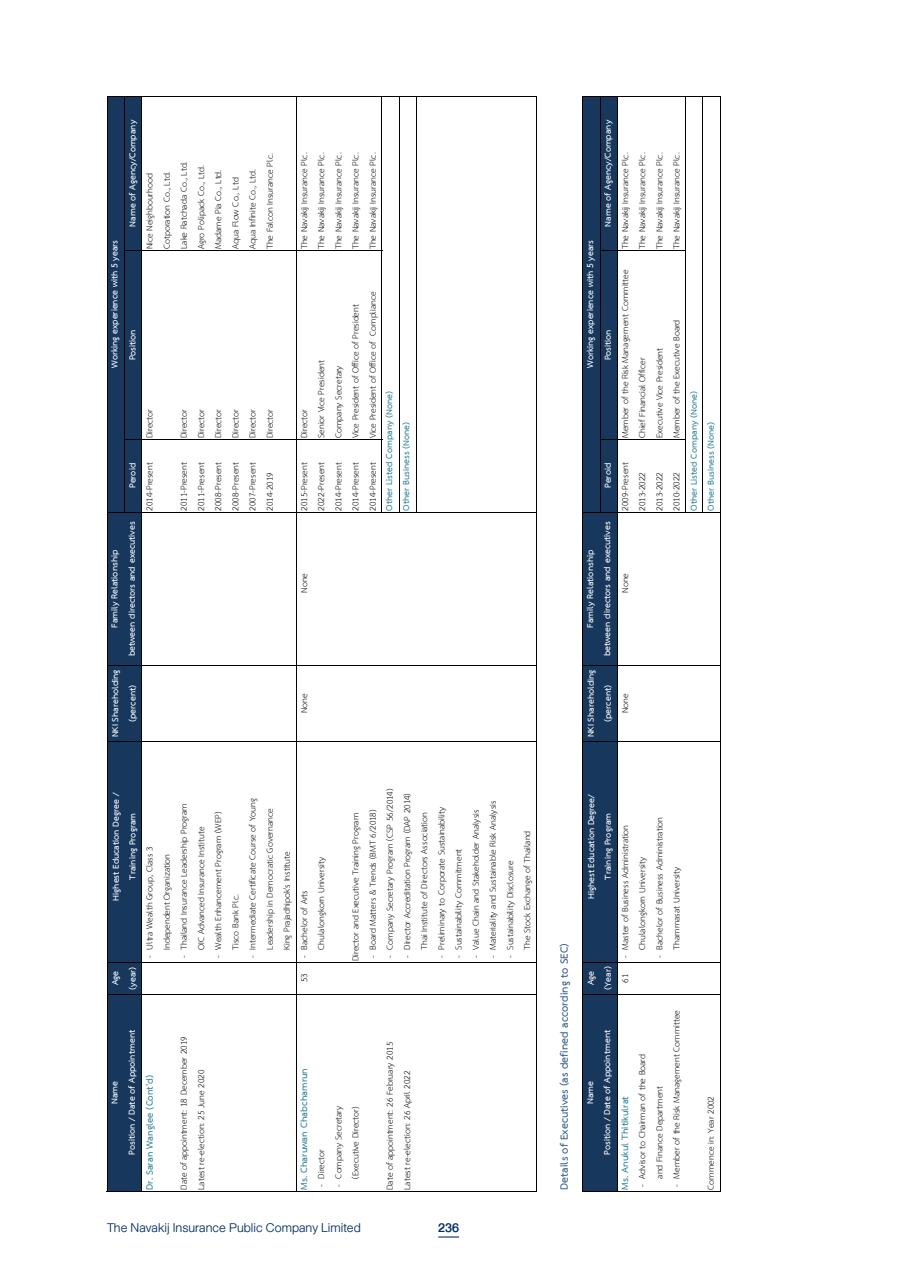 Name
Position / Date of Appointment
Age
(year)
Highest Education Degree /
Training Program
NKI Shareholding
(percent)
Family Relationship
between directors and executives
Working experience with 5 years
Peroid
Position
Name of Agency/Company
Dr. Saran Wanglee (Cont'd)
Date of appointment: 18 December 2019
Latest re-election: 25 June 2020
- Ultra Wealth Group, Class 3
Independent Organization
- Thailand Insurance Leadership Program
OIC Advanced Insurance Institute
- Wealth Enhancement Program (WEP)
Tisco Bank Plc.
- Intermediate Certificate Course of Young
Leadership in Democratic Governance
King Prajadhipok's Institute
2014-Present Director Nice Neighbourhood
Cotporation Co., Ltd.
2011-Present Director Lake Ratchada Co., Ltd.
2011-Present Director Agro Polipack Co., Ltd.
2008-Present Director Madame Pia Co., Ltd.
2008-Present Director Aqua Flow Co., Ltd
2007-Present Director Aqua Infinite Co., Ltd.
2014-2019 Director The Falcon Insurance Plc.
Ms. Charuwan Chabchamrun
- Director
- Company Secretary
(Executive Director)
Date of appointment: 26 February 2015
Latest re-election: 26 April 2022
53
- Bachelor of Arts
Chulalongkorn University
Director and Executive Training Program
- Board Matters & Trends (BMT 6/2018)
- Company Secretary Program (CSP 56/2014)
- Director Accreditation Program (DAP 2014)
Thai Institute of Directors Association
- Preliminary to Corporate Sustainability
- Sustainability Commitment
- Value Chain and Stakeholder Analysis
- Materiality and Sustainable Risk Analysis
- Sustainability Disclosure
The Stock Exchange of Thailand
None
None
2015-Present Director The Navakij Insurance Plc.
2022-Present Senior Vice President The Navakij Insurance Plc.
2014-Present Company Secretary The Navakij Insurance Plc.
2014-Present Vice President of Office of President The Navakij Insurance Plc.
2014-Present Vice President of Office of Compliance The Navakij Insurance Plc.
Other Listed Company (None)
Other Business (None)
Details of Executives (as defined according to SEC)
Name
Position / Date of Appointment
Age
(Year)
Highest Education Degree/
Training Program
NKI Shareholding
(percent)
Family Relationship
between directors and executives
Working experience with 5 years
Peroid
Position
Name of Agency/Company
Ms. Anukul Thitikulrat
- Advisor to Chairman of the Board
and Finance Department
- Member of the Risk Management Committee
Commence in: Year 2002
61
- Master of Business Administration
Chulalongkorn University
- Bachelor of Business Administration
Thammasat University
None
None
2009-Present Member of the Risk Management Committee The Navakij Insurance Plc.
2013-2022 Chief Financial Officer The Navakij Insurance Plc.
2013-2022 Executive Vice President The Navakij Insurance Plc.
2010-2022 Member of the Executive Board The Navakij Insurance Plc.
Other Listed Company (None)
Other Business (None)
The Navakij Insurance Public Company Limited
236